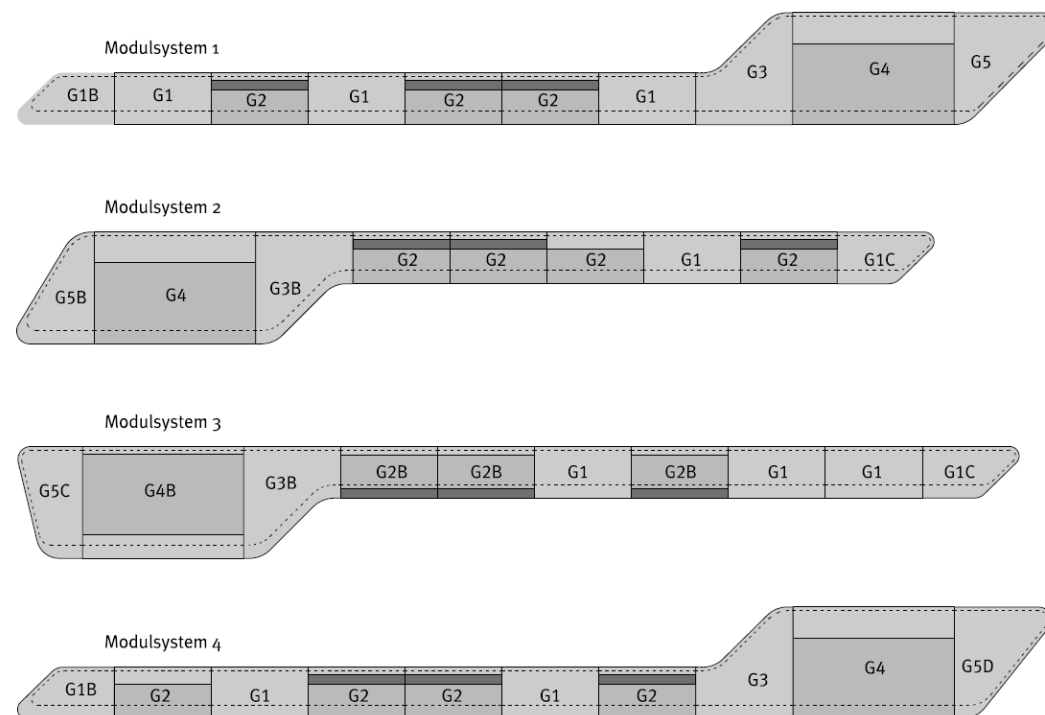 Modulsystem 1
G1B G1 G2 G1 G2 G2 G1 G3 G4 G5
Modulsystem 2
G5B G4 G3B G2 G2 G2 G1 G2 G1C
Modulsystem 3
G5C G4B G3B G2B G2B G1 G2B G1 G1 G1C
Modulsystem 4
G1B G2 G1 G2 G2 G1 G2 G3 G4 G5D